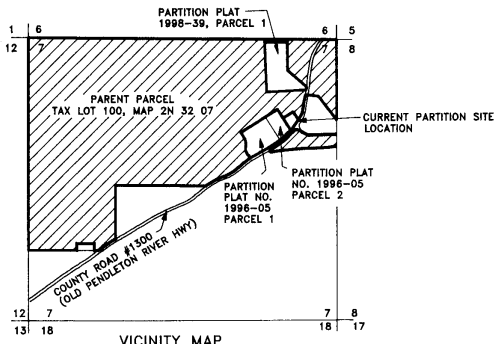 PARTITION PLAT
1998-39, PARCEL 1
1 6
12 7
6 5
7 8
PARENT PARCEL
TAX LOT 100, MAP 2N 32 07
CURRENT PARTITION SITE
LOCATION
PARTITION
PLAT NO.
1996-05
PARCEL 1
PARTITION PLAT
NO. 1996-05
PARCEL 2
COUNTY ROAD #1300
(OLD PENDLETON RIVER HWY)
12 7
13 18
7 8
18 17
VICINITY MAP